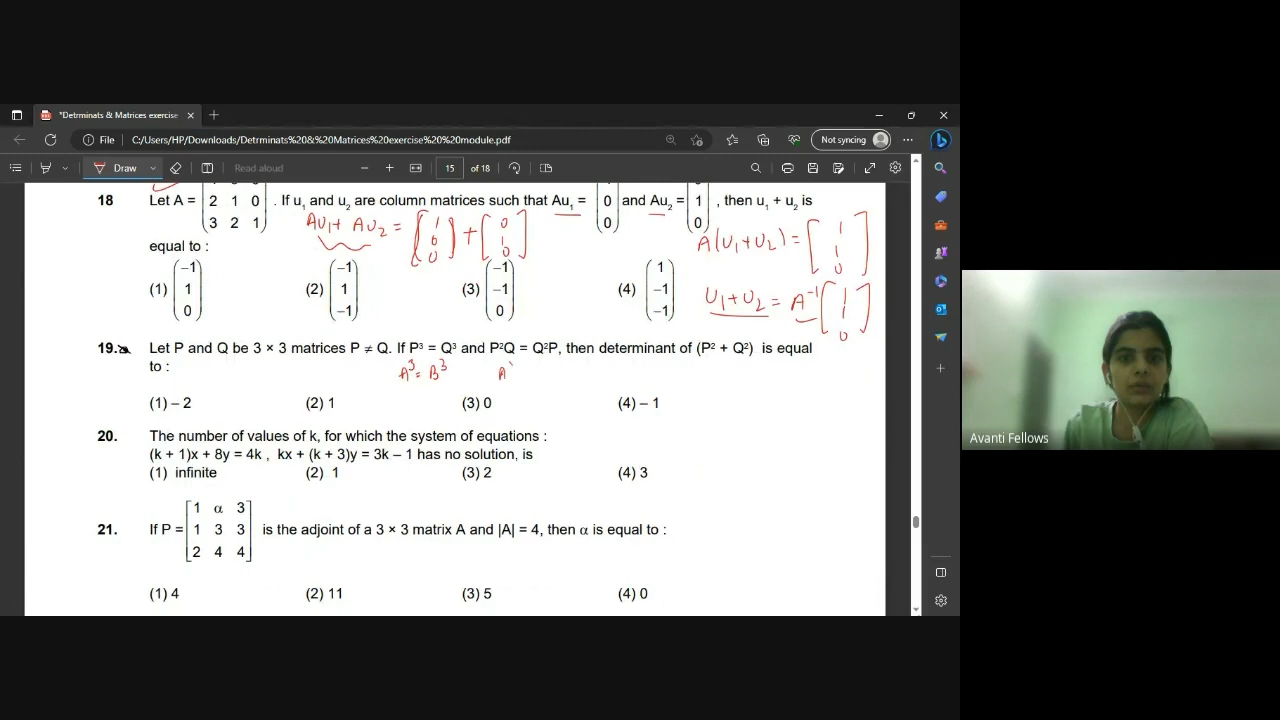 *Detrminats & Matrices exercise
File C:/Users/HP/Downloads/Detrminats%20&%20Matrices%20exercise%20%20module.pdf Not syncing
Draw Read aloud 15 of 18
18 Let A = 2 1 0 . If u₁ and u₂ are column matrices such that Au₁ = 0 and Au₂ = 1 , then u₁ + u₂ is
3 2 1 0 0
AU₁ + AU₂ = [1 0 0] + [0 1 0] A(U₁+U₂) = [1 1 0]
equal to :
(1) (−1 1 0) (2) (−1 1 −1) (3) (−1 −1 0) (4) (1 −1 −1)
U₁+U₂ = A⁻¹ [1 1 0]
19. Let P and Q be 3 × 3 matrices P ≠ Q. If P³ = Q³ and P²Q = Q²P, then determinant of (P² + Q²) is equal
to :
A³ = B³ A
(1) – 2 (2) 1 (3) 0 (4) – 1
20. The number of values of k, for which the system of equations :
(k + 1)x + 8y = 4k , kx + (k + 3)y = 3k – 1 has no solution, is
(1) infinite (2) 1 (3) 2 (4) 3
1 α 3
21. If P = 1 3 3 is the adjoint of a 3 × 3 matrix A and |A| = 4, then α is equal to :
2 4 4
(1) 4 (2) 11 (3) 5 (4) 0
Avanti Fellows